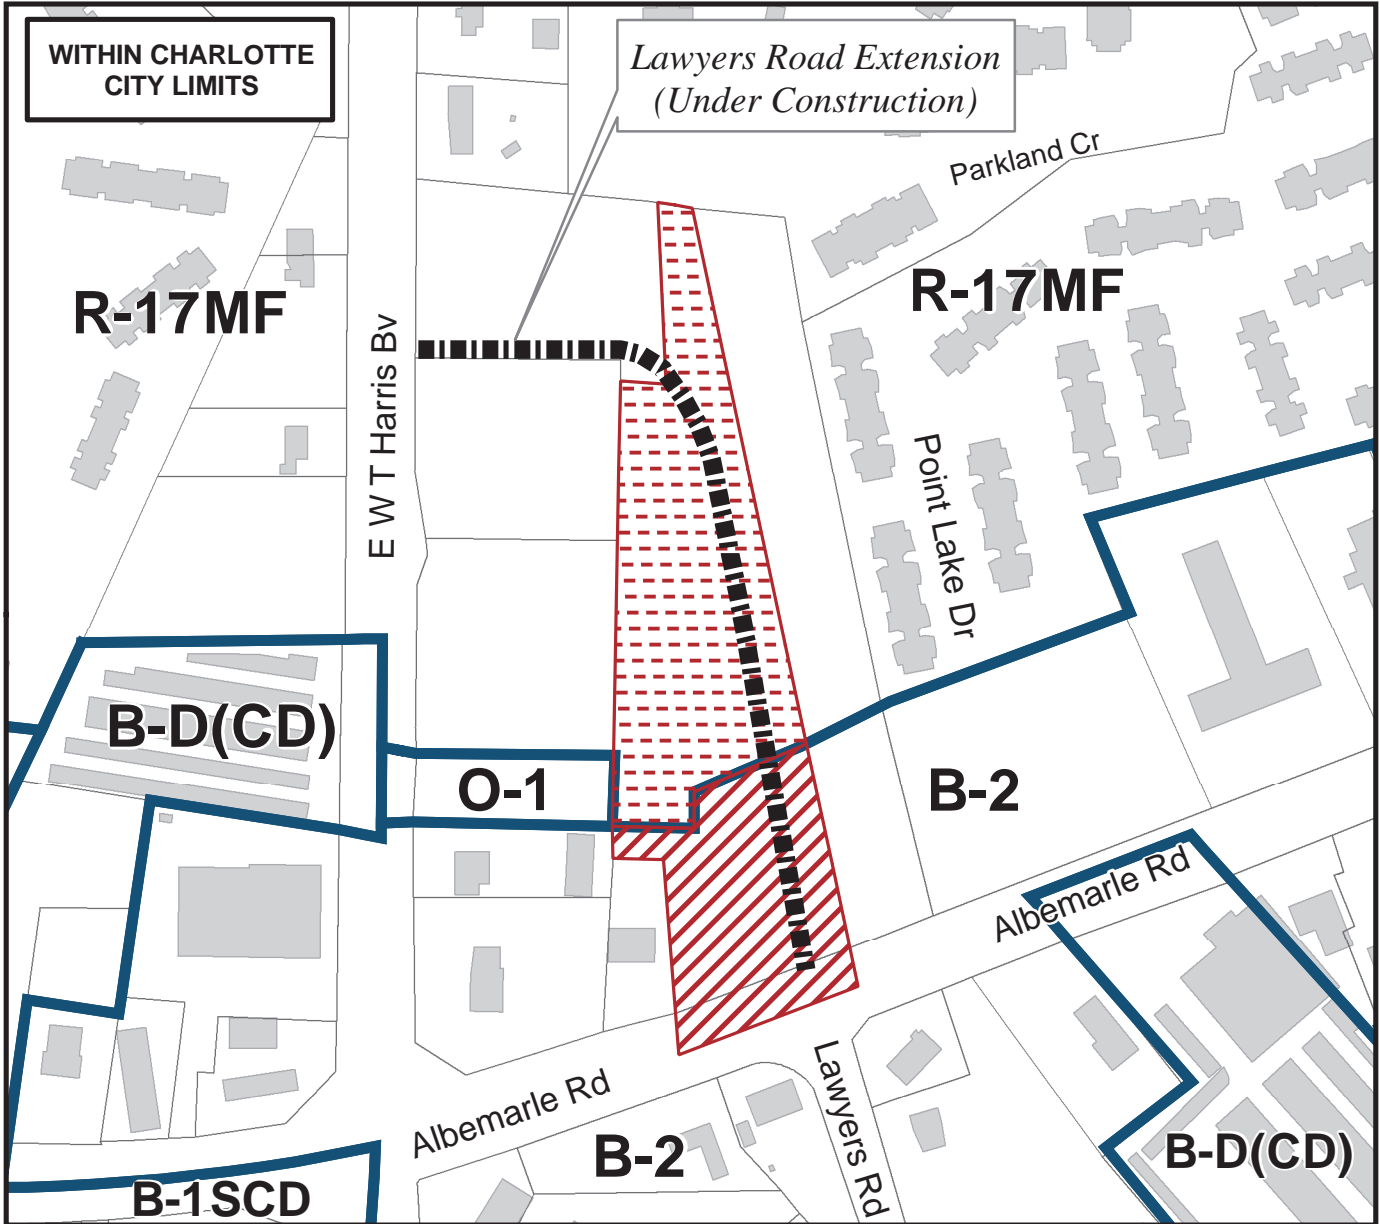 WITHIN CHARLOTTE
CITY LIMITS
Lawyers Road Extension
(Under Construction)
Parkland Cr
R-17MF
R-17MF
E W T Harris Bv
Point Lake Dr
B-D(CD)
O-1
B-2
Albemarle Rd
Albemarle Rd
Lawyers Rd
B-2
B-D(CD)
B-1SCD